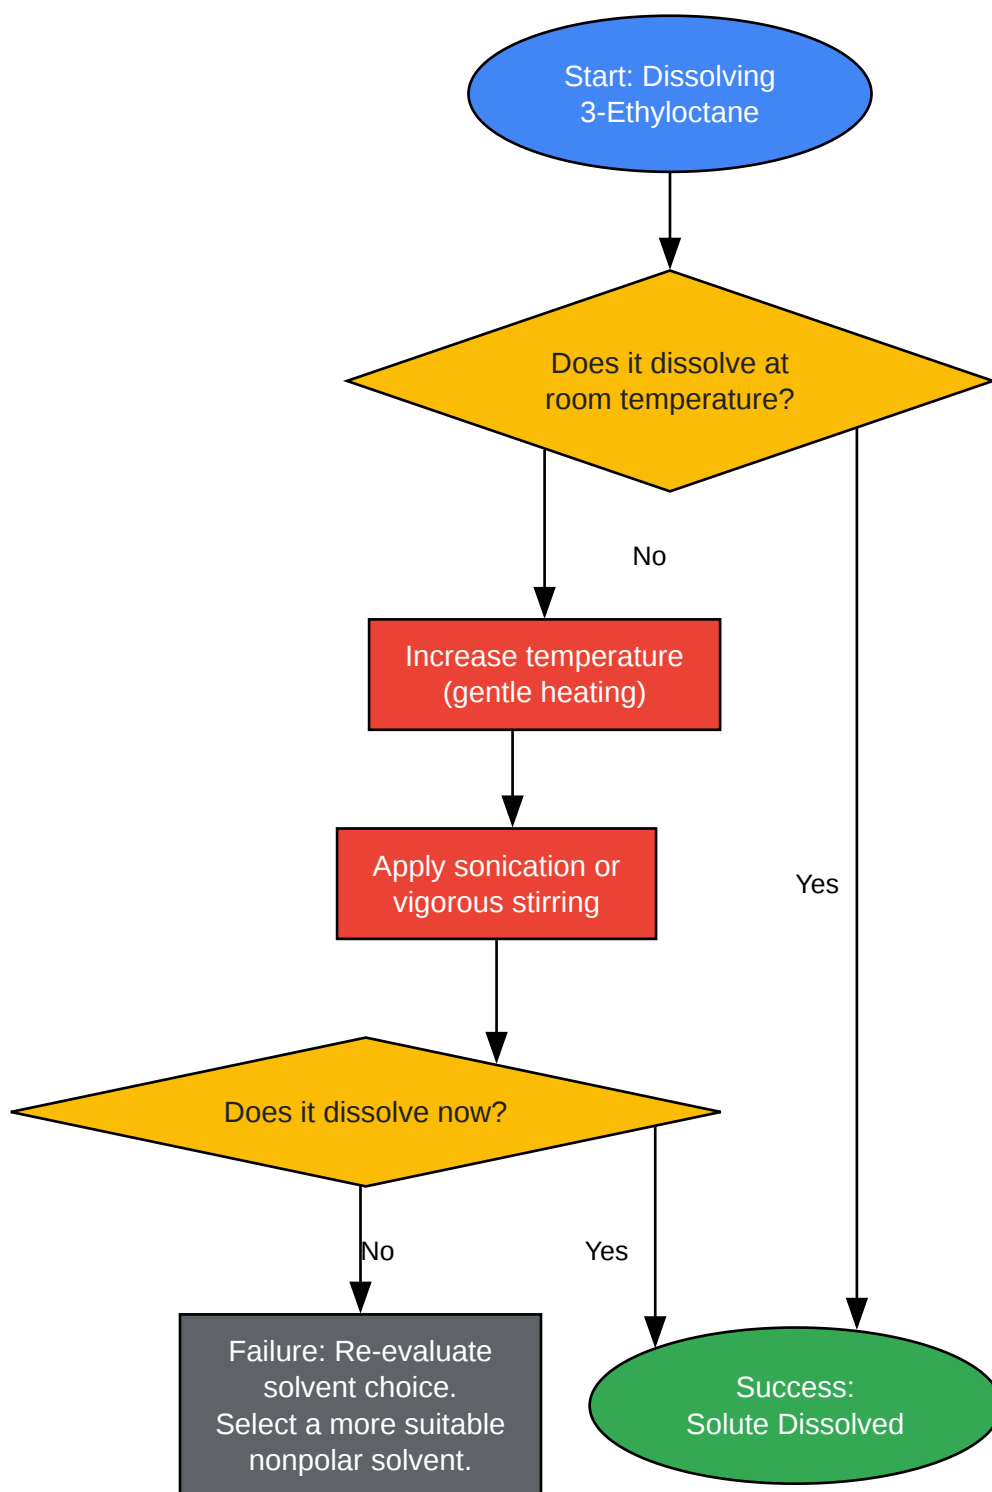 Start: Dissolving
3-Ethyloctane
Does it dissolve at
room temperature?
No
Increase temperature
(gentle heating)
Apply sonication or
vigorous stirring
Yes
Does it dissolve now?
No
Yes
Failure: Re-evaluate
solvent choice.
Select a more suitable
nonpolar solvent.
Success:
Solute Dissolved